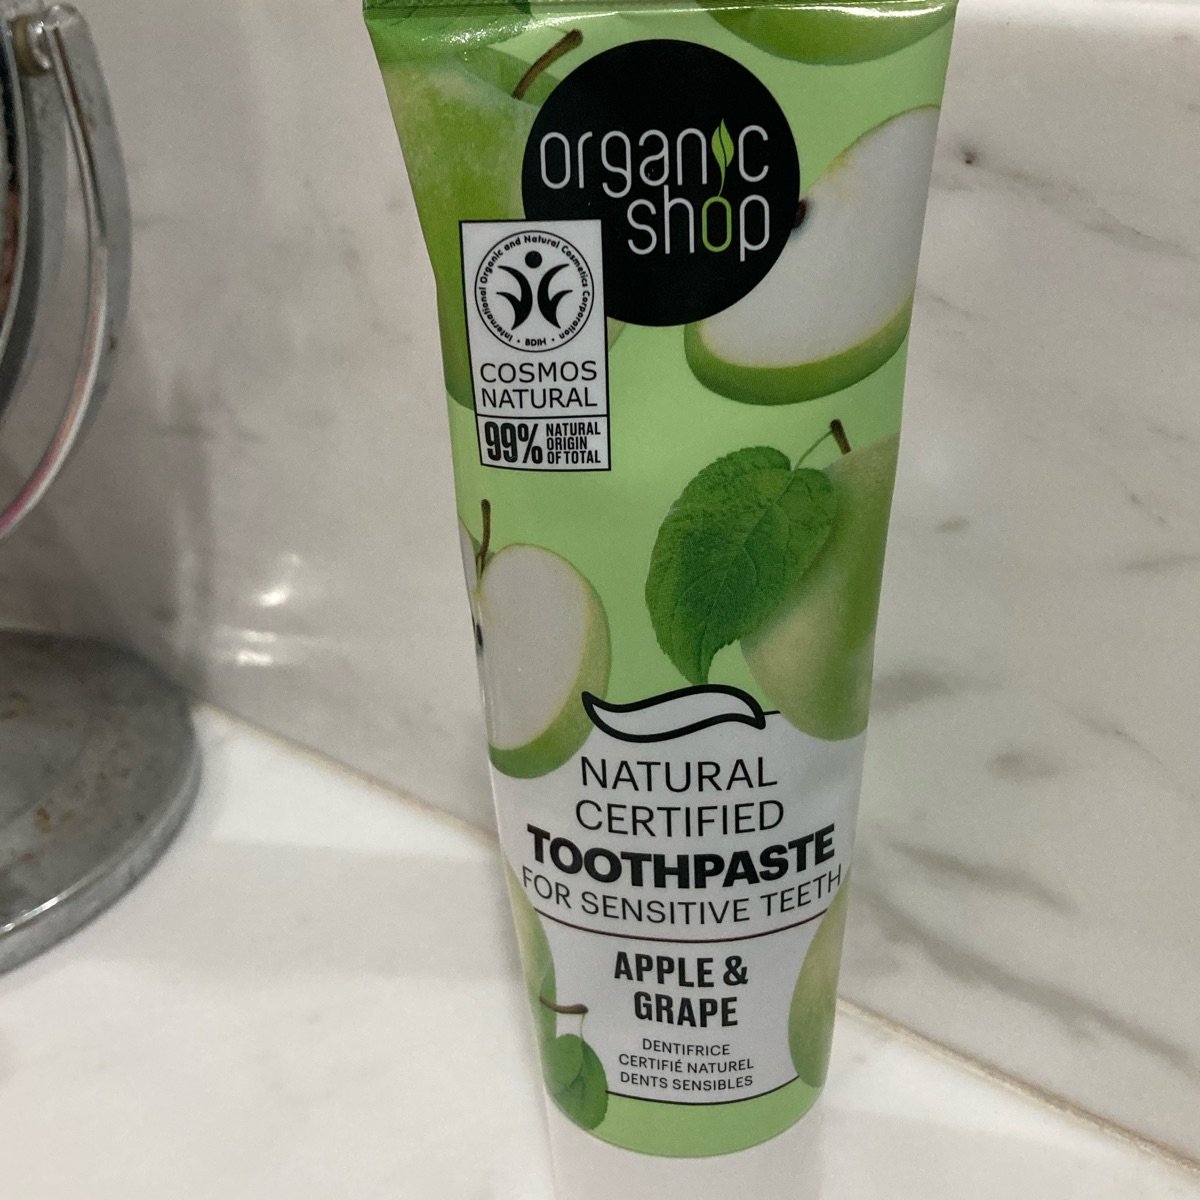 organic
shop
International Organic and Natural Cosmetics Corporation
• BDIH •
COSMOS
NATURAL
99% NATURAL
ORIGIN
OF TOTAL
NATURAL
CERTIFIED
TOOTHPASTE
FOR SENSITIVE TEETH
APPLE &
GRAPE
DENTIFRICE
CERTIFIÉ NATUREL
DENTS SENSIBLES